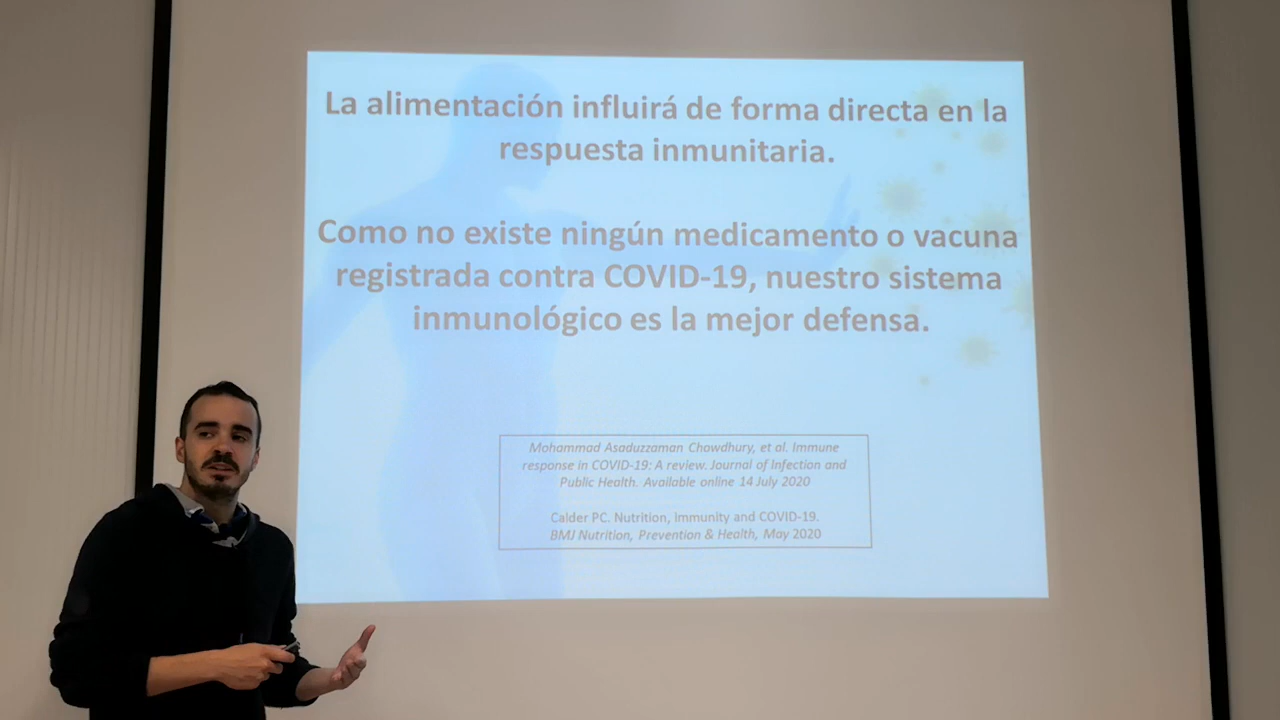 La alimentación influirá de forma directa en la
respuesta inmunitaria.
Como no existe ningún medicamento o vacuna
registrada contra COVID-19, nuestro sistema
inmunológico es la mejor defensa.
Mohammad Asaduzzaman Chowdhury, et al. Immune
response in COVID-19: A review. Journal of Infection and
Public Health. Available online 14 July 2020
Calder PC. Nutrition, immunity and COVID-19.
BMJ Nutrition, Prevention & Health, May 2020